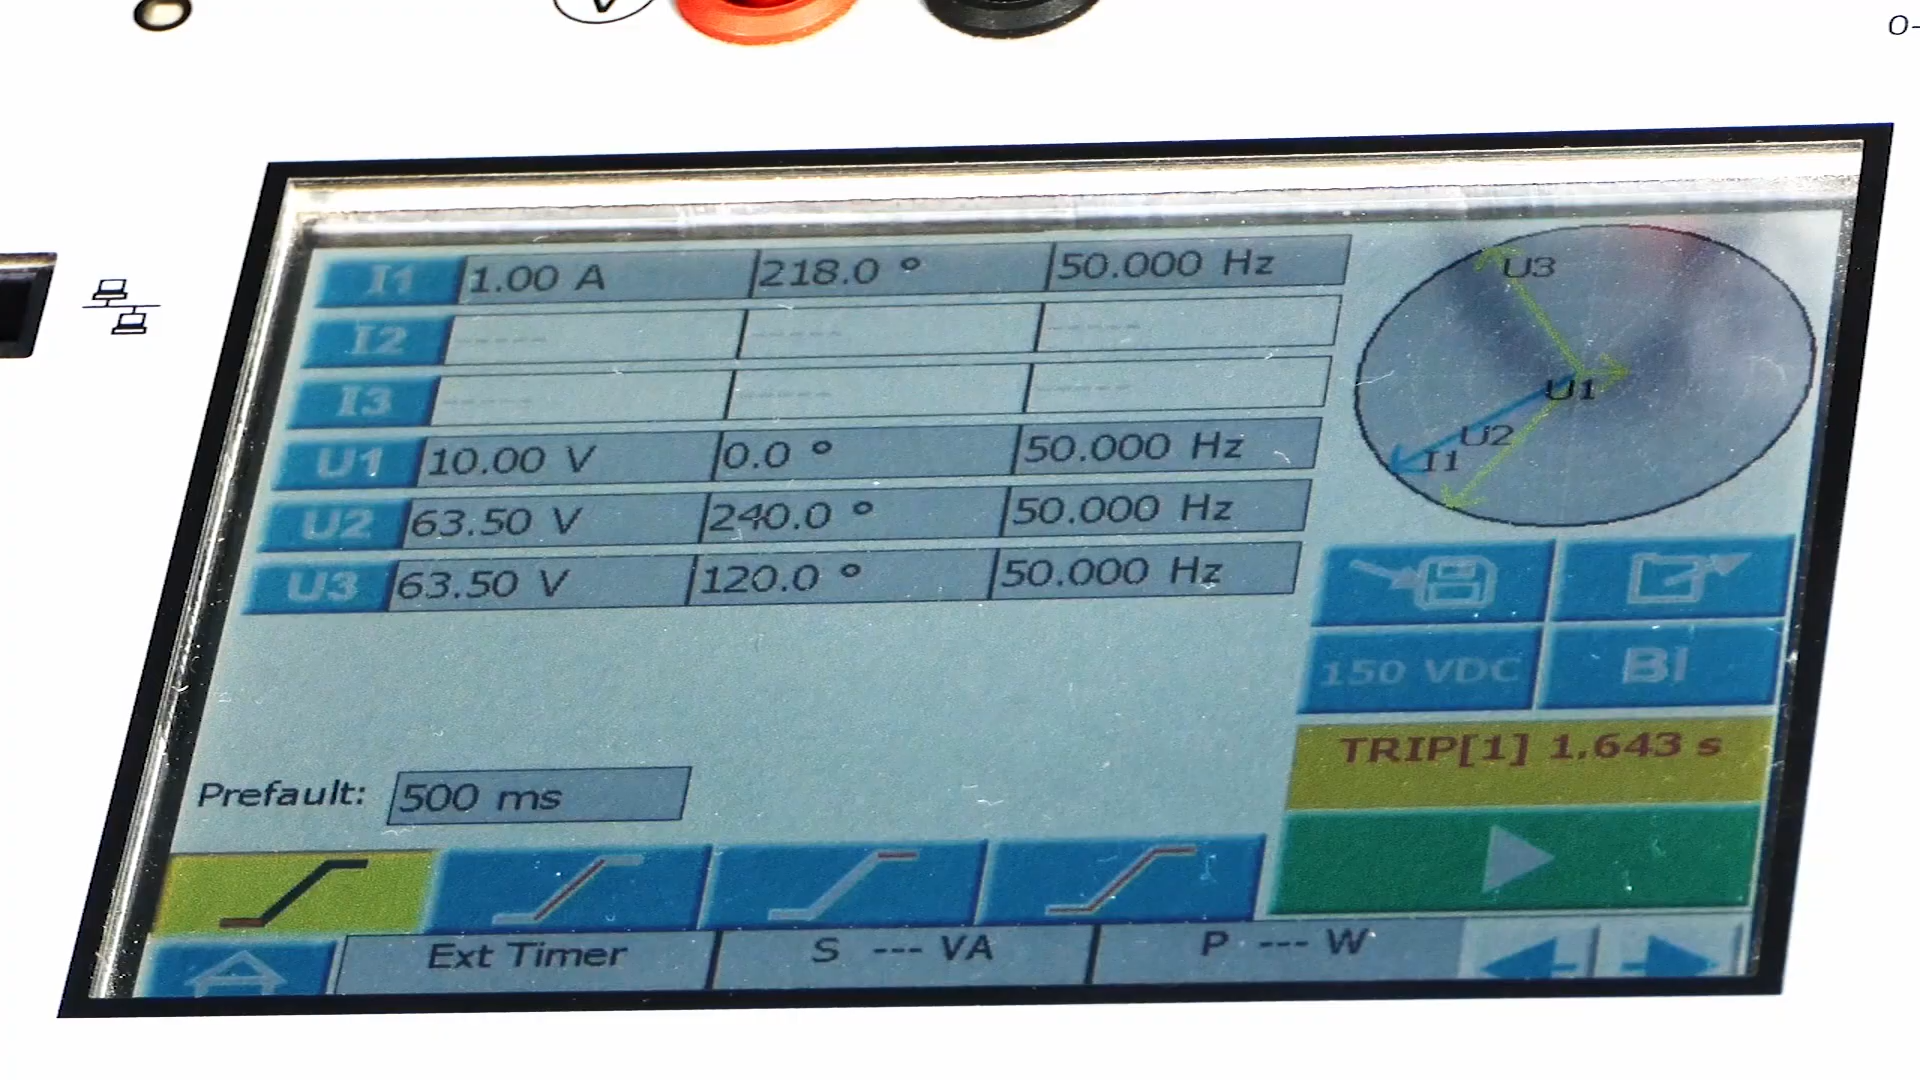 V
O-
I1 1.00 A 218.0 ° 50.000 Hz
I2 ----- ----- -----
I3 ----- ----- -----
U1 10.00 V 0.0 ° 50.000 Hz
U2 63.50 V 240.0 ° 50.000 Hz
U3 63.50 V 120.0 ° 50.000 Hz
U3
U1
U2
I1
150 VDC BI
TRIP[1] 1.643 s
Prefault: 500 ms
Ext Timer S --- VA P --- W